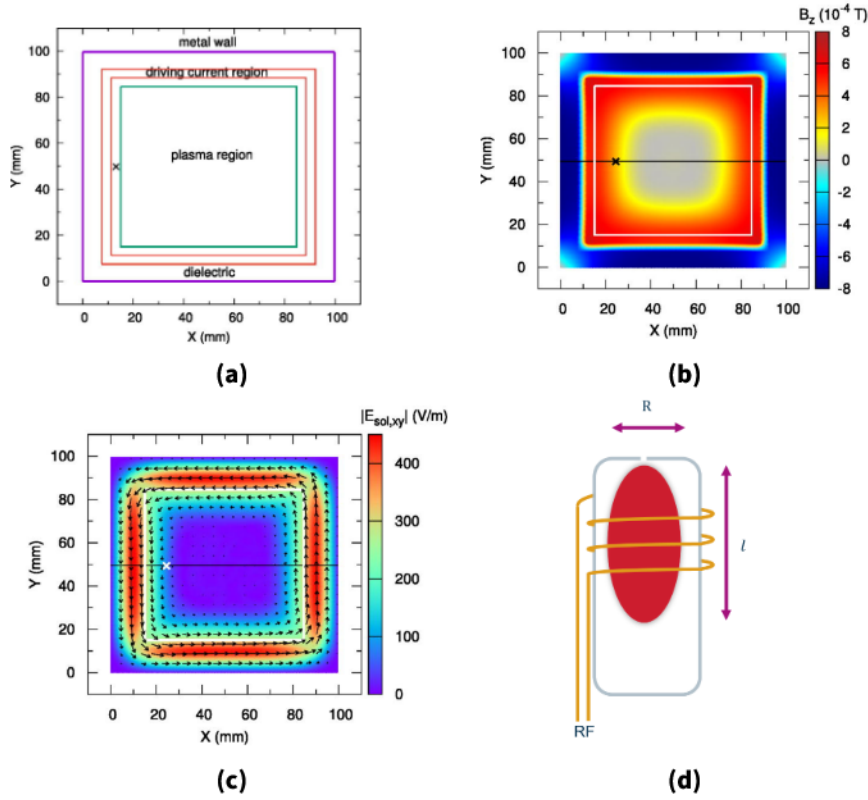 metal wall
driving current region
plasma region
dielectric
100
80
60
40
20
0
Y (mm)
0 20 40 60 80 100
X (mm)
(a)
B_z (10^-4 T)
100
80
60
40
20
0
Y (mm)
0 20 40 60 80 100
X (mm)
8
6
4
2
0
-2
-4
-6
-8
(b)
|E_sol,xy| (V/m)
100
80
60
40
20
0
Y (mm)
0 20 40 60 80 100
X (mm)
400
300
200
100
0
(c)
R
l
RF
(d)